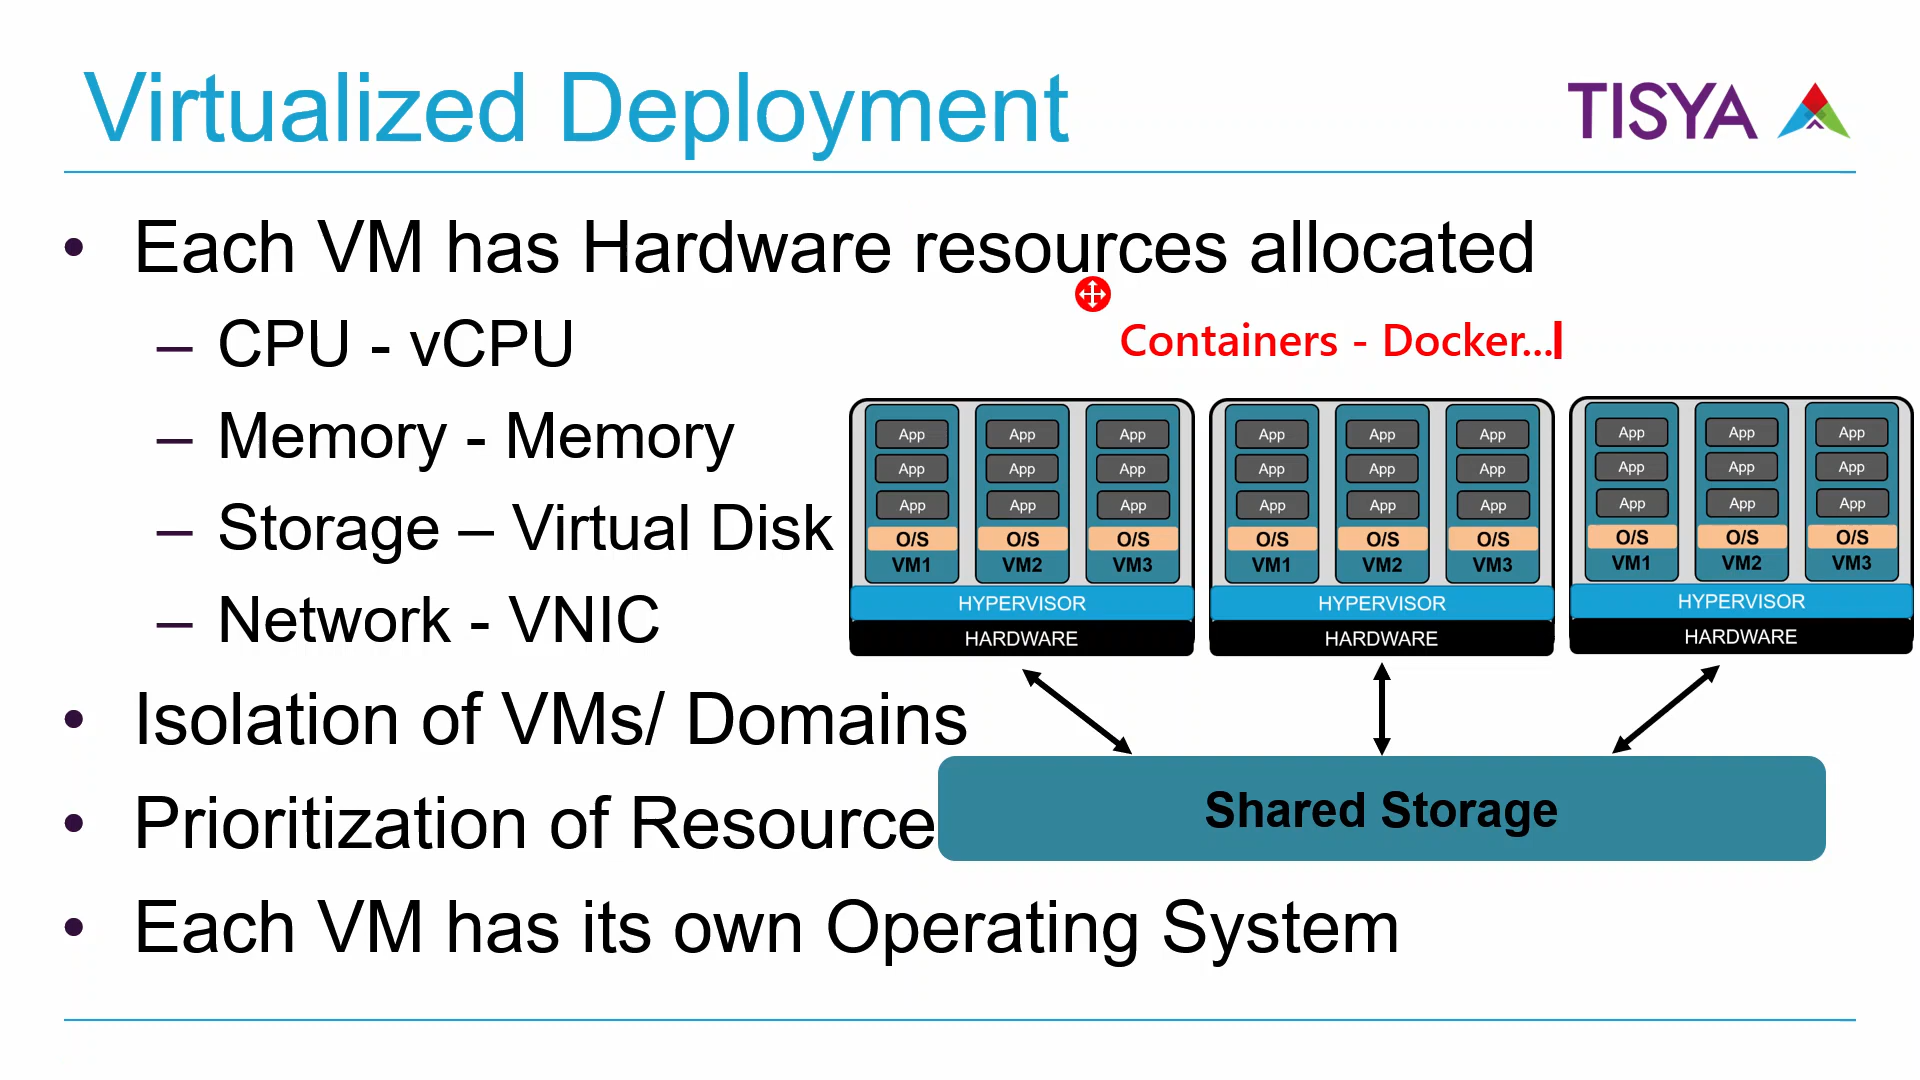 Virtualized Deployment
TISYA
• Each VM has Hardware resources allocated
– CPU - vCPU
– Memory - Memory
– Storage – Virtual Disk
– Network - VNIC
• Isolation of VMs/ Domains
• Prioritization of Resource
• Each VM has its own Operating System
Containers - Docker...
App App App App App App App App App
App App App App App App App App App
App App App App App App App App App
O/S O/S O/S O/S O/S O/S O/S O/S O/S
VM1 VM2 VM3 VM1 VM2 VM3 VM1 VM2 VM3
HYPERVISOR HYPERVISOR HYPERVISOR
HARDWARE HARDWARE HARDWARE
Shared Storage